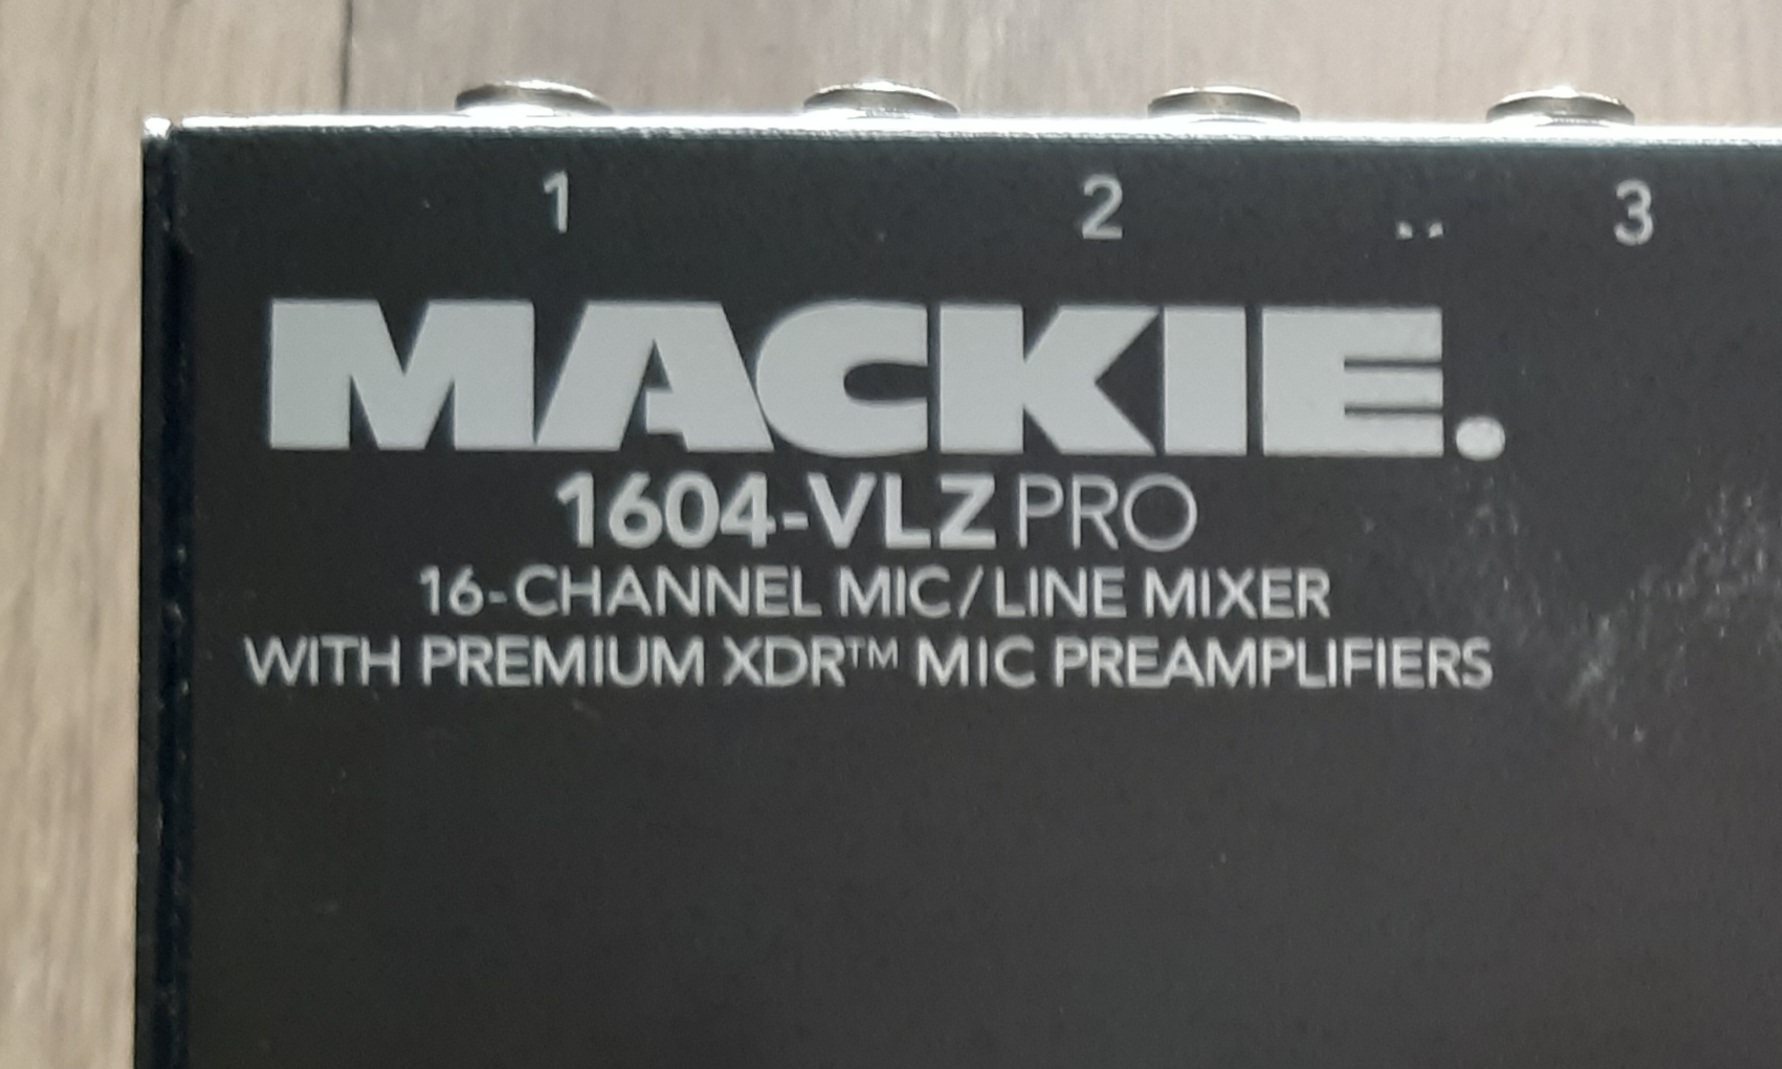 1 2 3
MACKIE.
1604-VLZ PRO
16-CHANNEL MIC/LINE MIXER
WITH PREMIUM XDR™ MIC PREAMPLIFIERS